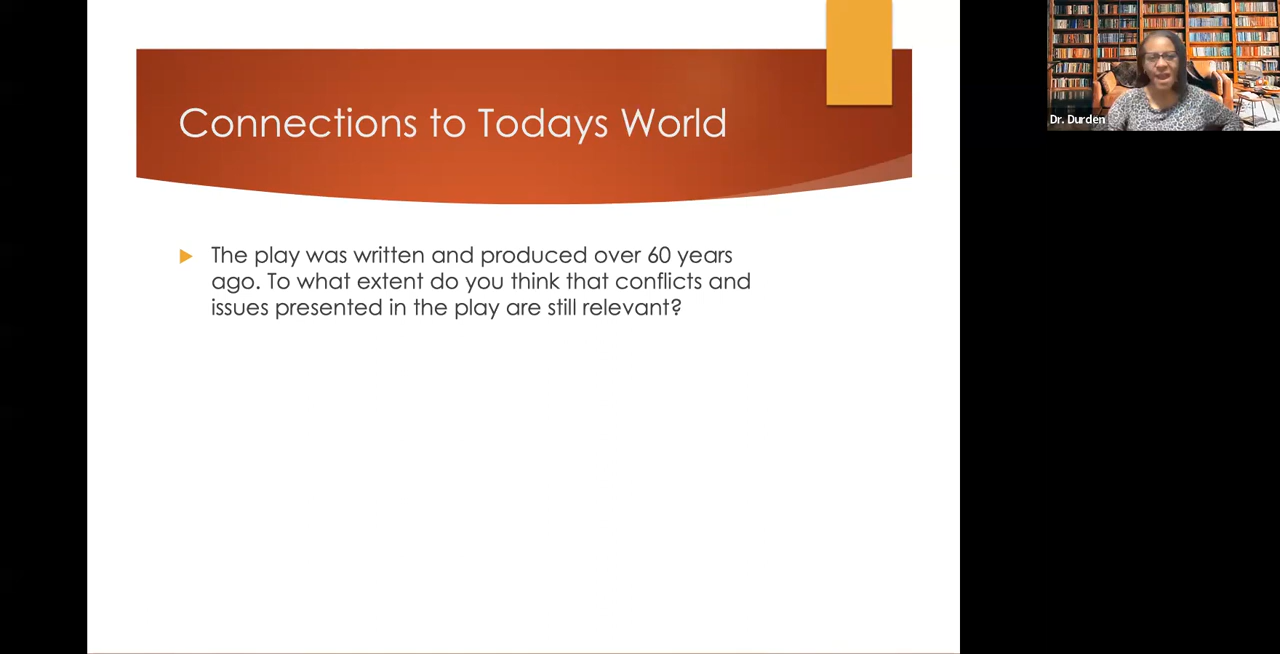 Connections to Todays World
The play was written and produced over 60 years
ago. To what extent do you think that conflicts and
issues presented in the play are still relevant?
Dr. Durden